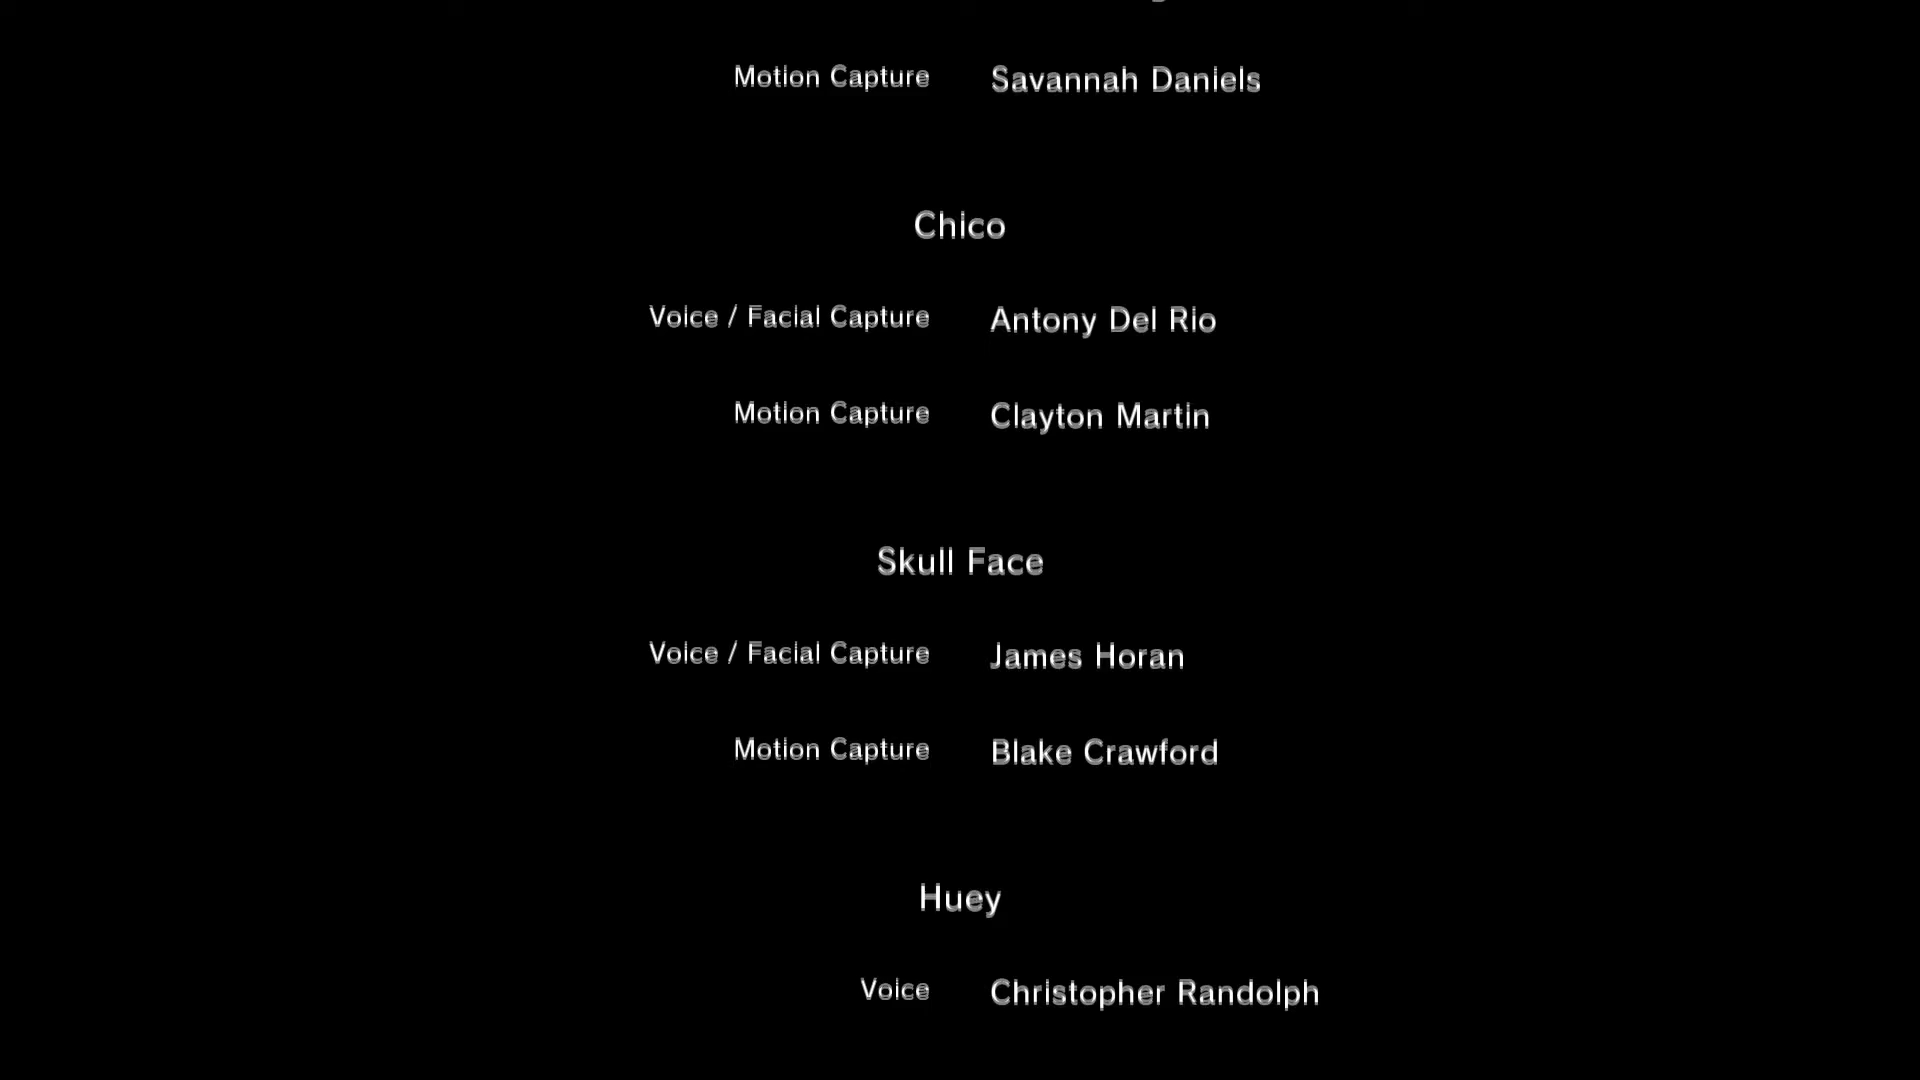 Motion Capture Savannah Daniels
Chico
Voice / Facial Capture Antony Del Rio
Motion Capture Clayton Martin
Skull Face
Voice / Facial Capture James Horan
Motion Capture Blake Crawford
Huey
Voice Christopher Randolph